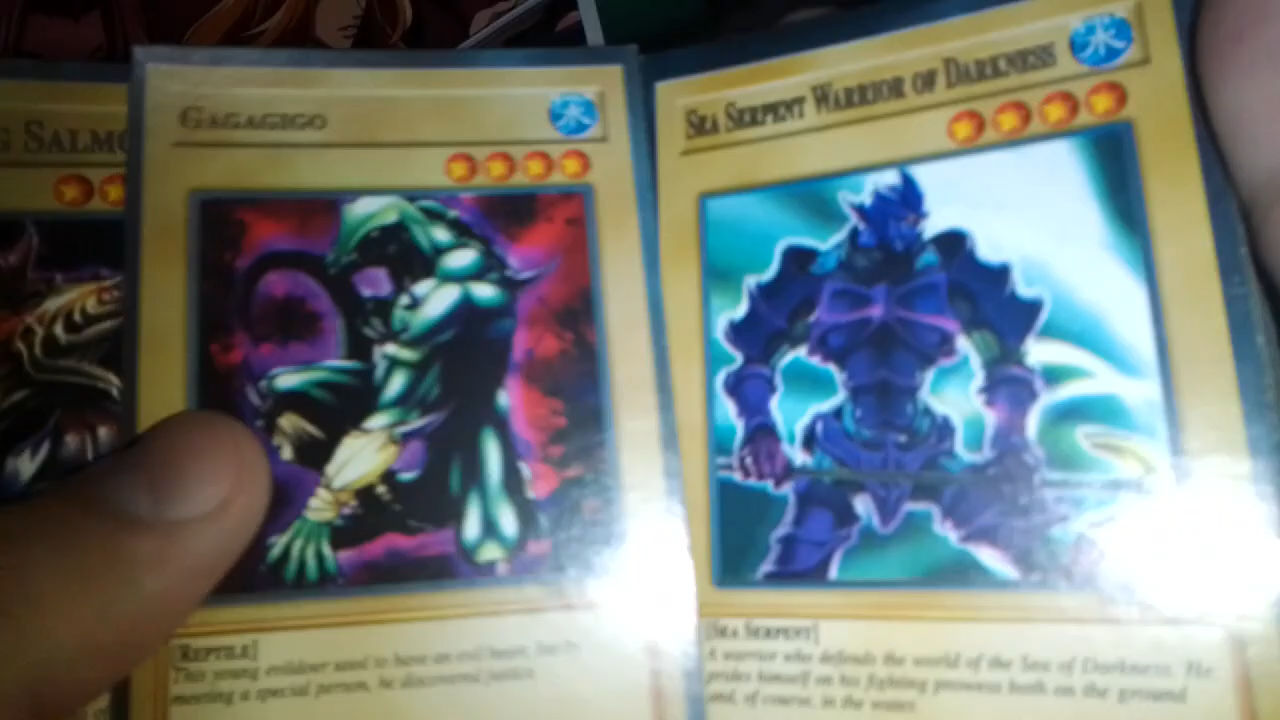 G SALMO
GAGAGIGO
水
SEA SERPENT WARRIOR OF DARKNESS
水
[REPTILE]
This young evildoer used to have an evil heart, but by
meeting a special person, he discovered justice.
[SEA SERPENT]
A warrior who defends the world of the Sea of Darkness. He
prides himself on his fighting prowess both on the ground
and, of course, in the water.